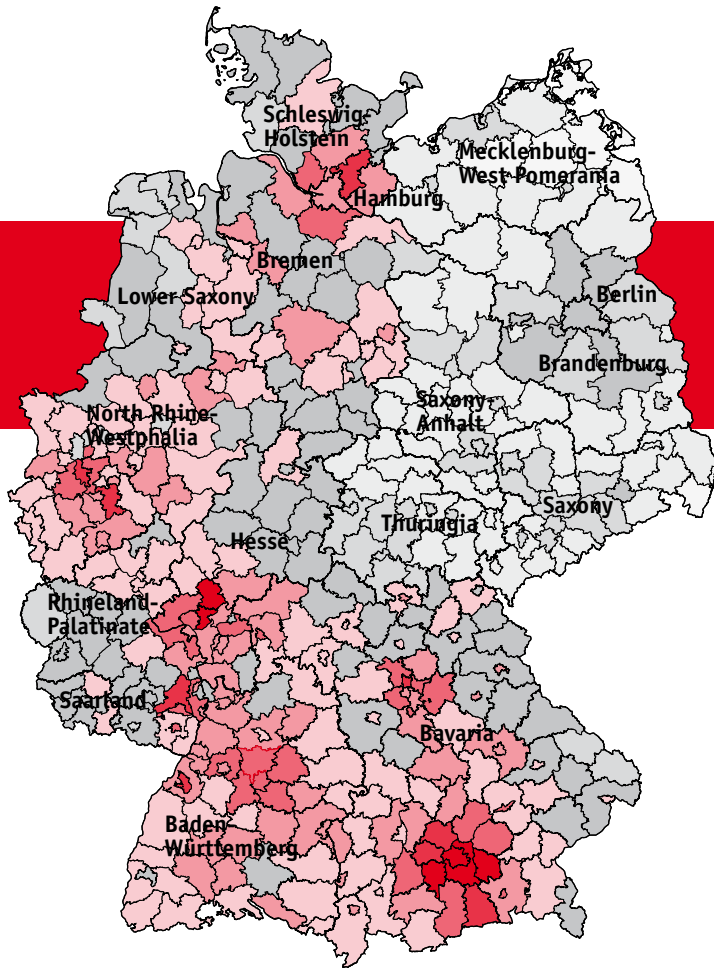 Schleswig-
Holstein
Mecklenburg-
West-Pomerania
Hamburg
Bremen
Lower Saxony
Berlin
Brandenburg
North Rhine-
Westphalia
Saxony-
Anhalt
Saxony
Thuringia
Hesse
Rhineland-
Palatinate
Saarland
Bavaria
Baden-
Württemberg